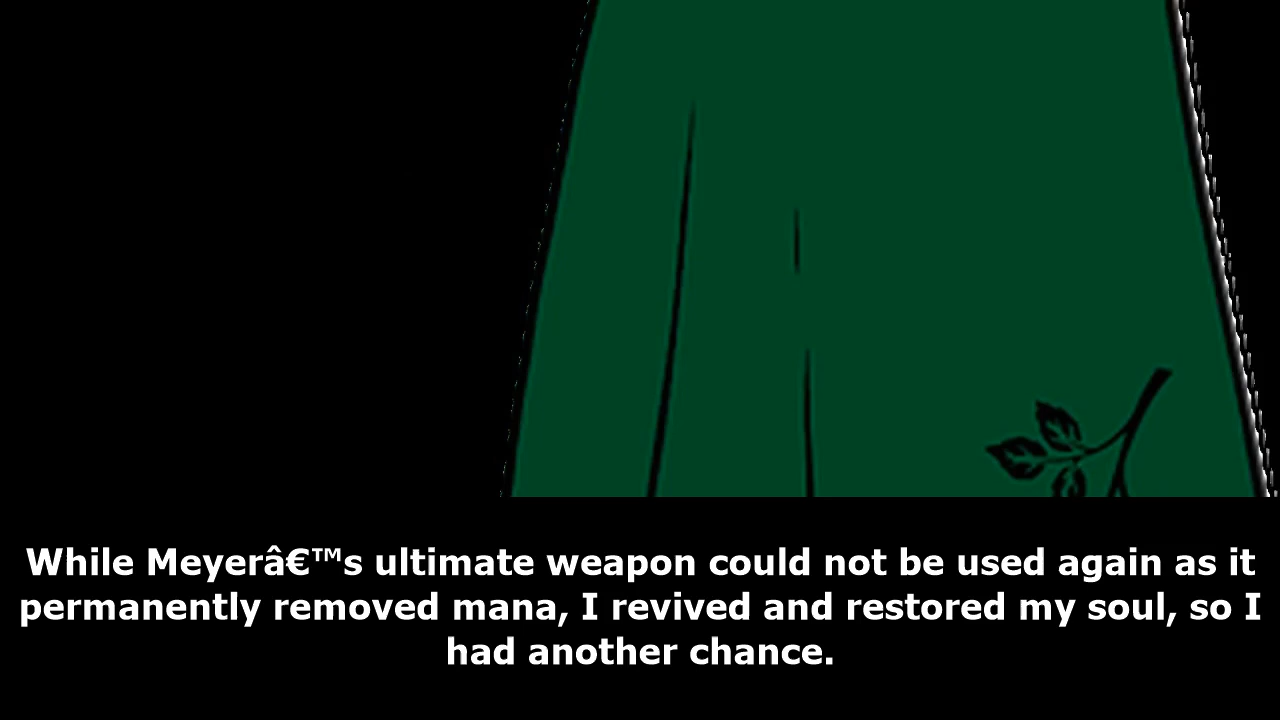 While Meyerâ€™s ultimate weapon could not be used again as it
permanently removed mana, I revived and restored my soul, so I
had another chance.